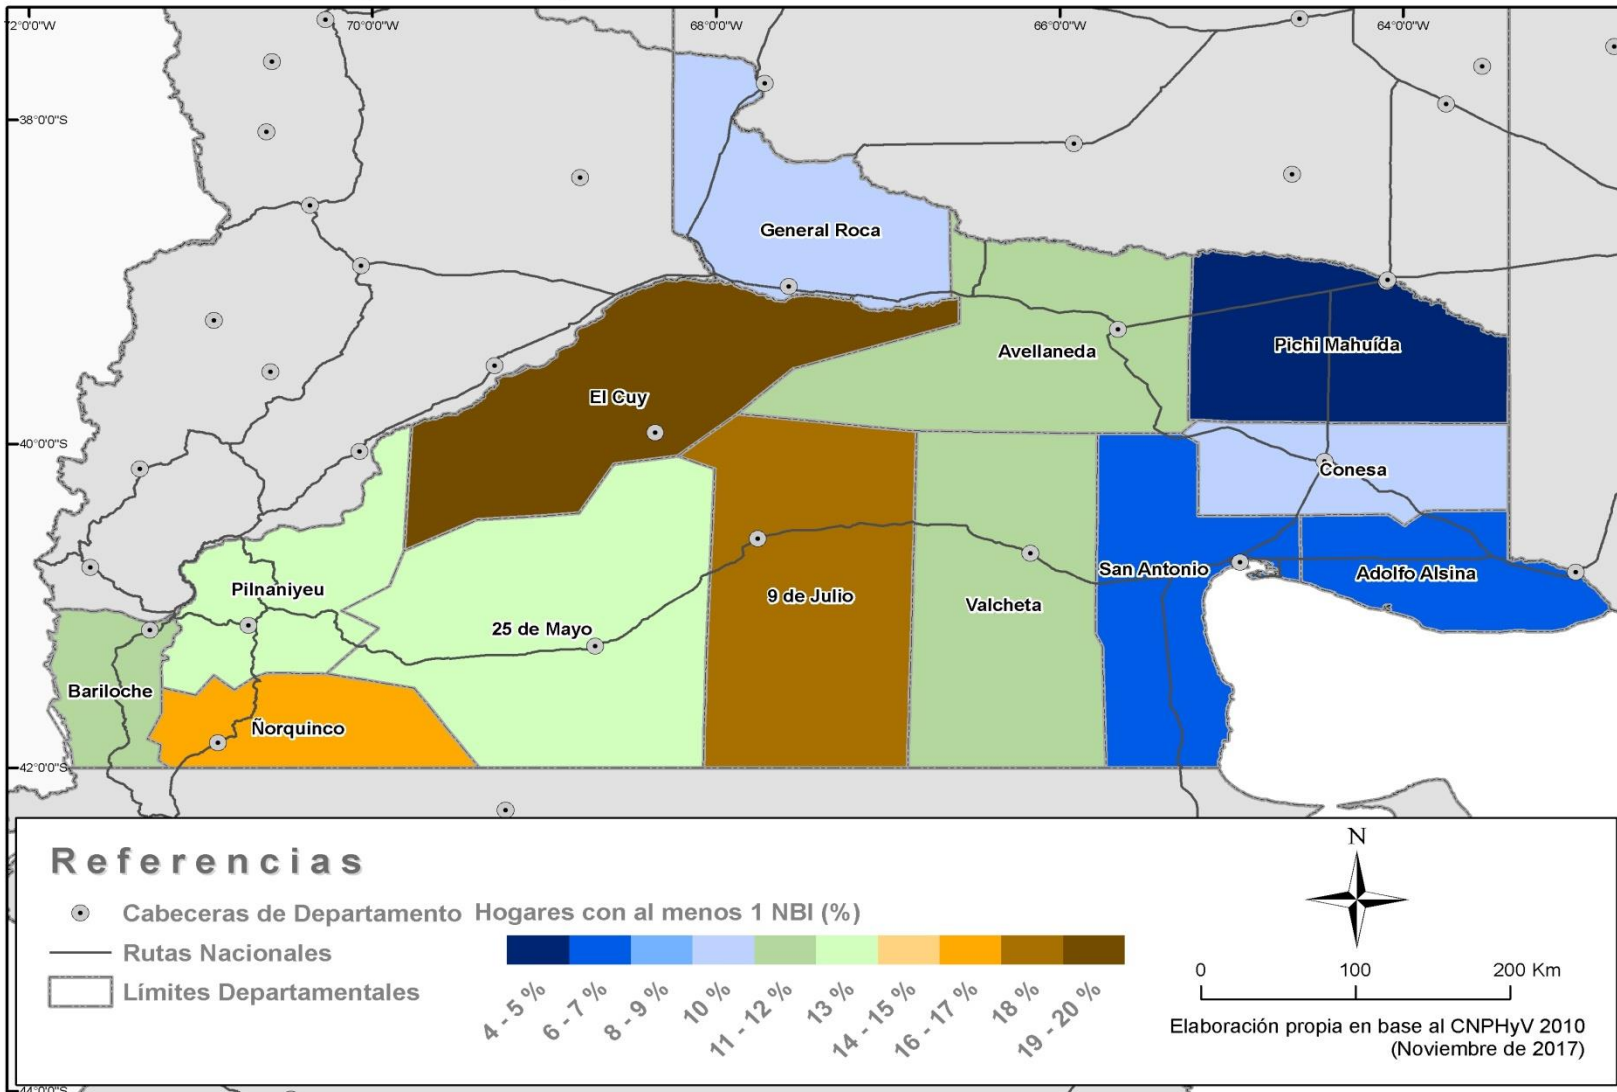 72°0'0"W 70°0'0"W 68°0'0"W 66°0'0"W 64°0'0"W
38°0'0"S
General Roca
Avellaneda
Pichi Mahuída
El Cuy
40°0'0"S
Conesa
San Antonio
Adolfo Alsina
Pilnaniyeu
9 de Julio
Valcheta
25 de Mayo
Bariloche
Ñorquinco
42°0'0"S
Referencias
Cabeceras de Departamento
Rutas Nacionales
Límites Departamentales
Hogares con al menos 1 NBI (%)
4 - 5 %
6 - 7 %
8 - 9 %
10 %
11 - 12 %
13 %
14 - 15 %
16 - 17 %
18 %
19 - 20 %
N
0 100 200 Km
Elaboración propia en base al CNPHyV 2010
(Noviembre de 2017)